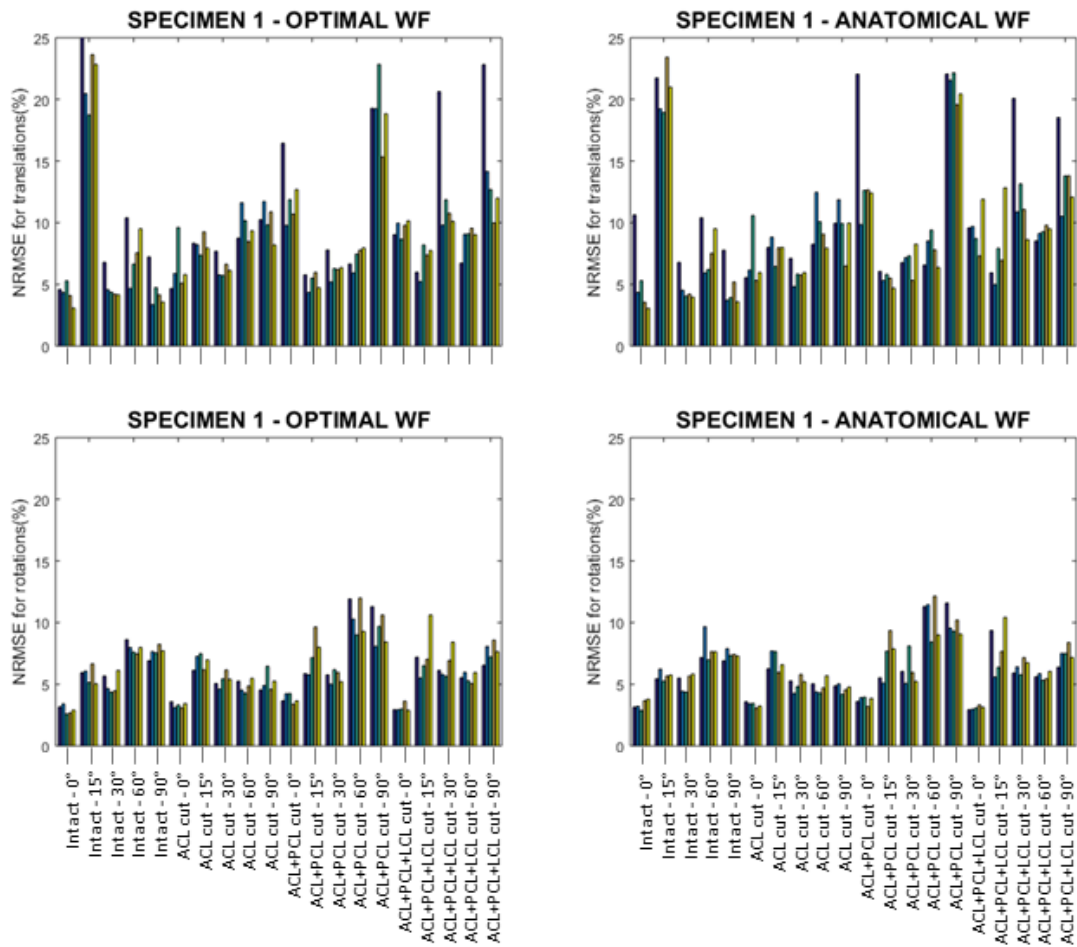 SPECIMEN 1 - OPTIMAL WF
NRMSE for translations(%)
25
20
15
10
5
0
SPECIMEN 1 - ANATOMICAL WF
NRMSE for translations(%)
25
20
15
10
5
0
SPECIMEN 1 - OPTIMAL WF
NRMSE for rotations(%)
25
20
15
10
5
0
Intact - 0"
Intact - 15"
Intact - 30"
Intact - 60"
Intact - 90"
ACL cut - 0"
ACL cut - 15"
ACL cut - 30"
ACL cut - 60"
ACL cut - 90"
ACL+PCL cut - 0"
ACL+PCL cut - 15"
ACL+PCL cut - 30"
ACL+PCL cut - 60"
ACL+PCL cut - 90"
ACL+PCL+LCL cut - 0"
ACL+PCL+LCL cut - 15"
ACL+PCL+LCL cut - 30"
ACL+PCL+LCL cut - 60"
ACL+PCL+LCL cut - 90"
SPECIMEN 1 - ANATOMICAL WF
NRMSE for rotations(%)
25
20
15
10
5
0
Intact - 0"
Intact - 15"
Intact - 30"
Intact - 60"
Intact - 90"
ACL cut - 0"
ACL cut - 15"
ACL cut - 30"
ACL cut - 60"
ACL cut - 90"
ACL+PCL cut - 0"
ACL+PCL cut - 15"
ACL+PCL cut - 30"
ACL+PCL cut - 60"
ACL+PCL cut - 90"
ACL+PCL+LCL cut - 0"
ACL+PCL+LCL cut - 15"
ACL+PCL+LCL cut - 30"
ACL+PCL+LCL cut - 60"
ACL+PCL+LCL cut - 90"